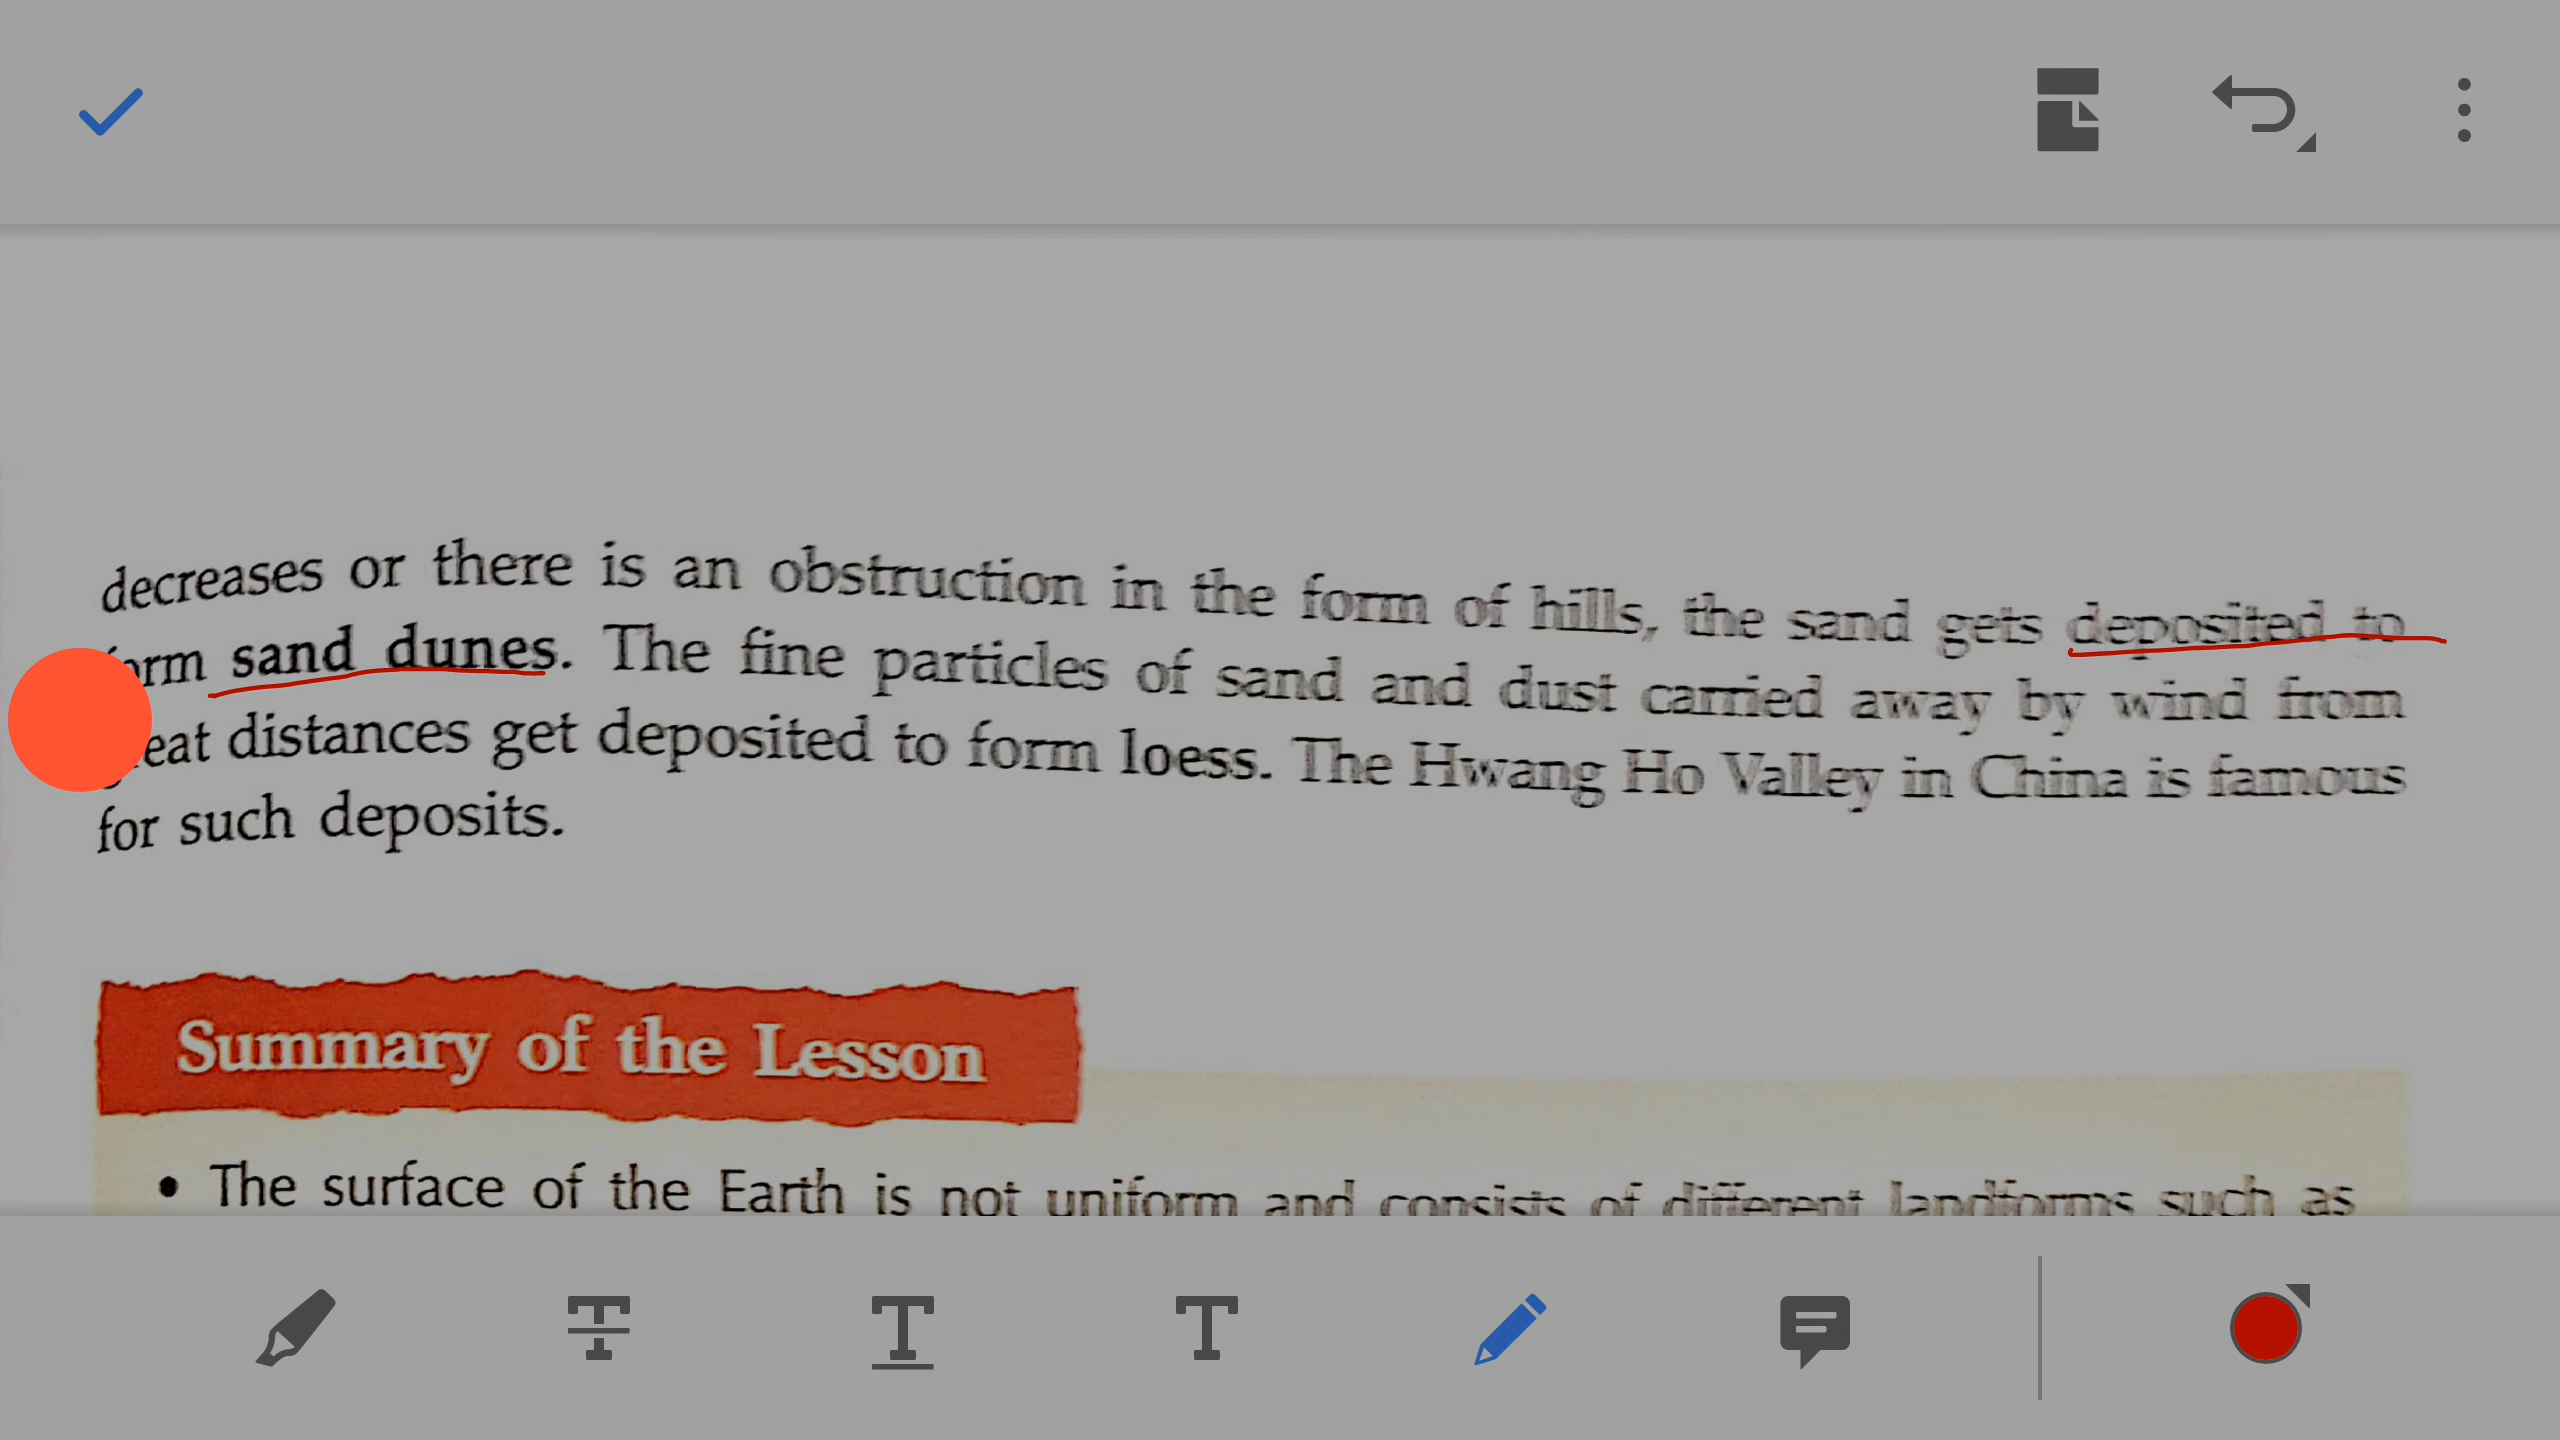 decreases or there is an obstruction in the form of hills, the sand gets deposited to
form sand dunes. The fine particles of sand and dust carried away by wind from
great distances get deposited to form loess. The Hwang Ho Valley in China is famous
for such deposits.
Summary of the Lesson
• The surface of the Earth is not uniform and consists of different landforms such as